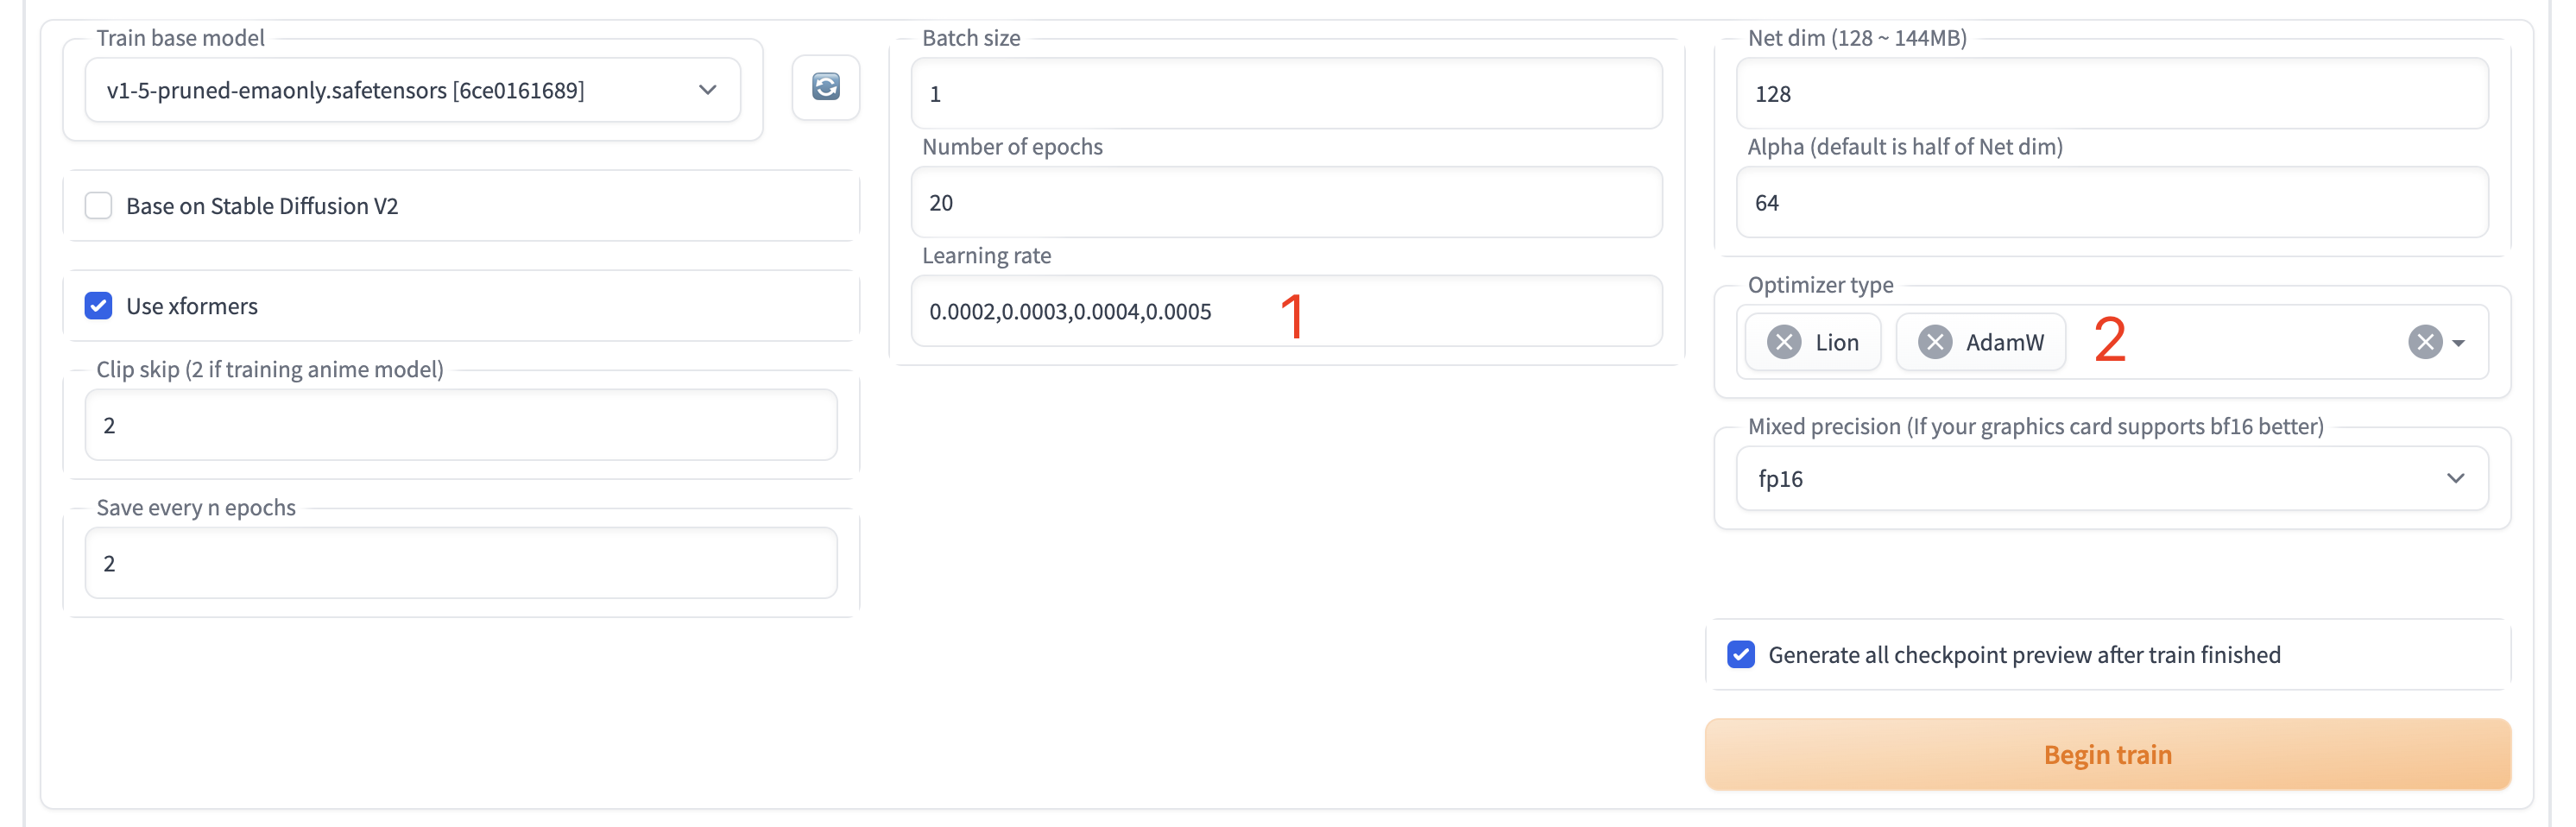 Train base model
v1-5-pruned-emaonly.safetensors [6ce0161689]
Base on Stable Diffusion V2
Use xformers
Clip skip (2 if training anime model)
2
Save every n epochs
2
Batch size
1
Number of epochs
20
Learning rate
0.0002,0.0003,0.0004,0.0005
1
Net dim (128 ~ 144MB)
128
Alpha (default is half of Net dim)
64
Optimizer type
Lion AdamW 2
Mixed precision (If your graphics card supports bf16 better)
fp16
Generate all checkpoint preview after train finished
Begin train